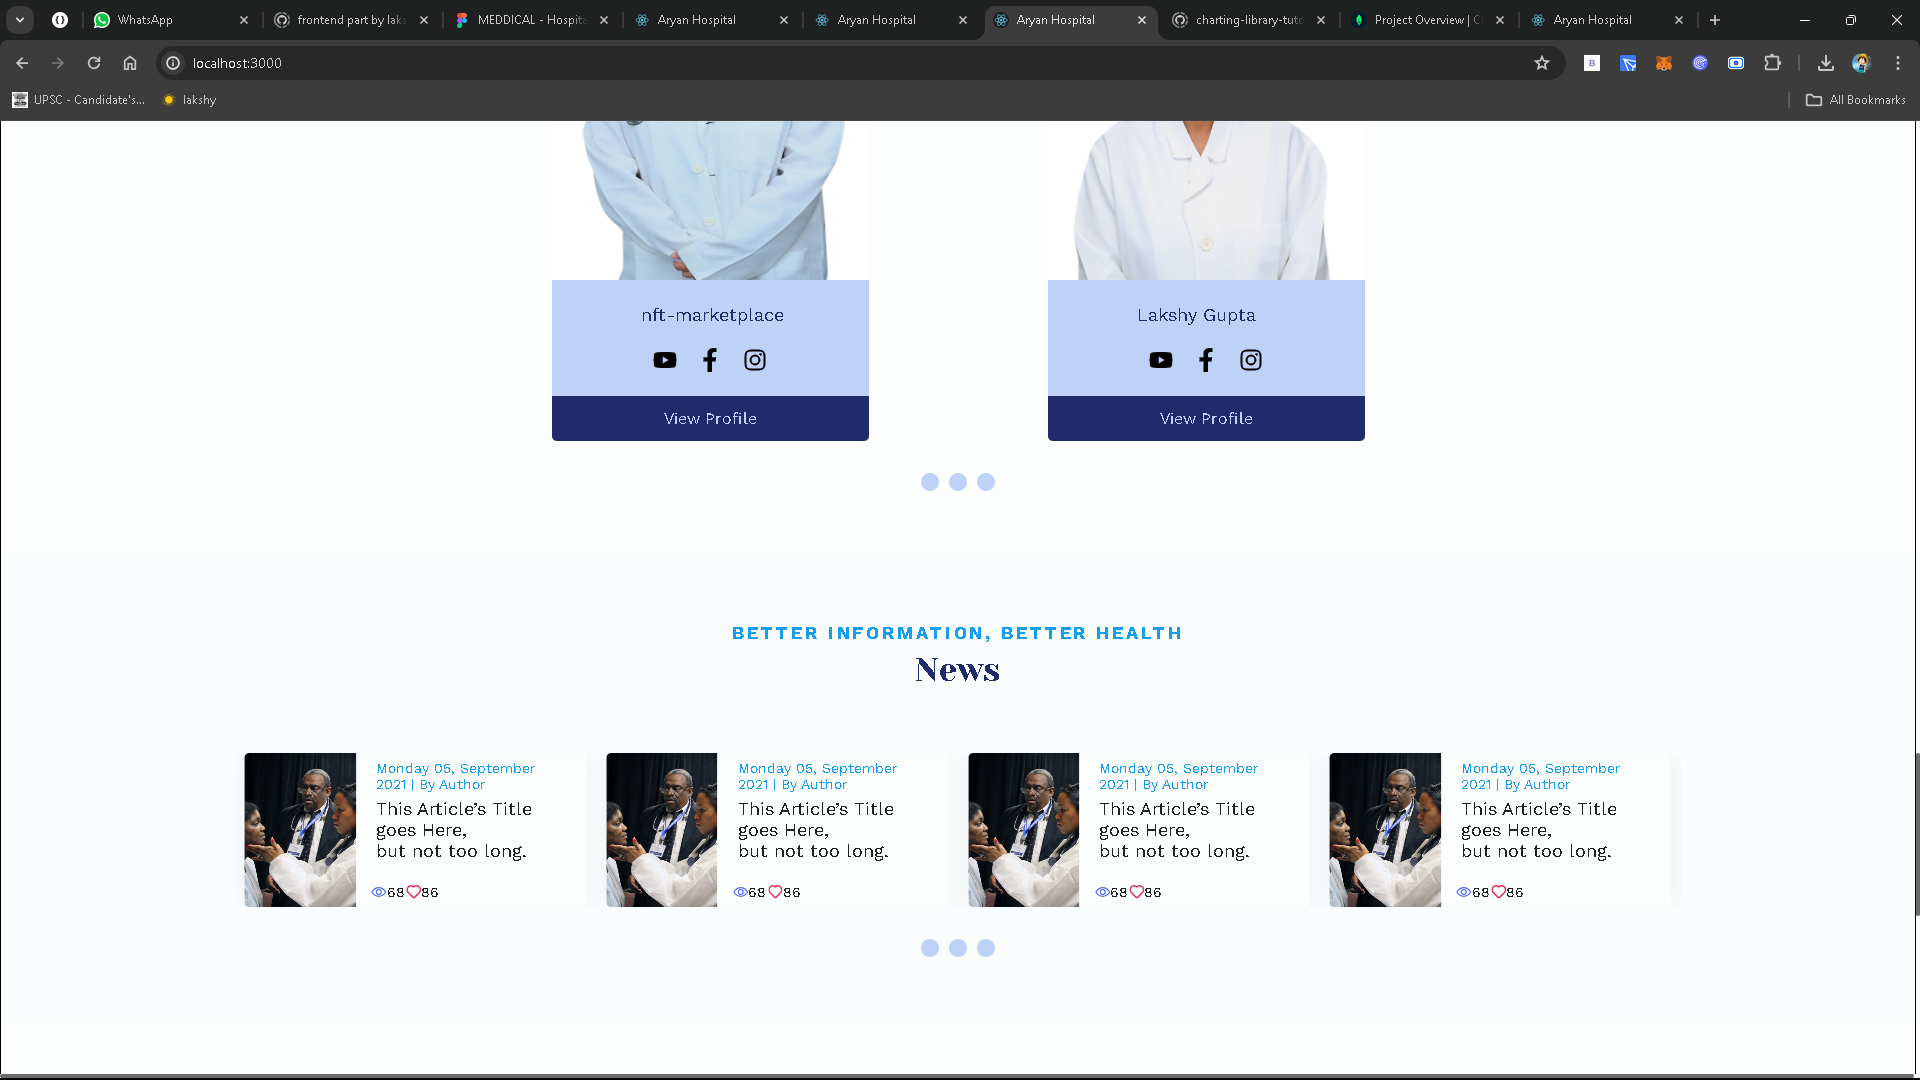 WhatsApp
frontend part by laks
MEDDICAL - Hospita
Aryan Hospital
Aryan Hospital
Aryan Hospital
charting-library-tuto
Project Overview | C
Aryan Hospital
localhost:3000
B
UPSC - Candidate's...
lakshy
All Bookmarks
nft-marketplace
Lakshy Gupta
View Profile
View Profile
BETTER INFORMATION, BETTER HEALTH
News
Monday 05, September
2021 | By Author
This Article’s Title
goes Here,
but not too long.
68 86
Monday 05, September
2021 | By Author
This Article’s Title
goes Here,
but not too long.
68 86
Monday 05, September
2021 | By Author
This Article’s Title
goes Here,
but not too long.
68 86
Monday 05, September
2021 | By Author
This Article’s Title
goes Here,
but not too long.
68 86